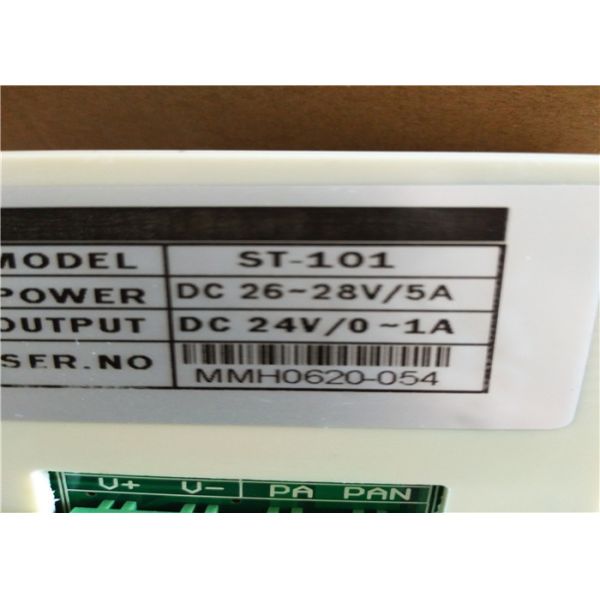 MODEL ST-101
POWER DC 26~28V/5A
OUTPUT DC 24V/0~1A
SER.NO MMH0620-054
V+ V- PA PAN